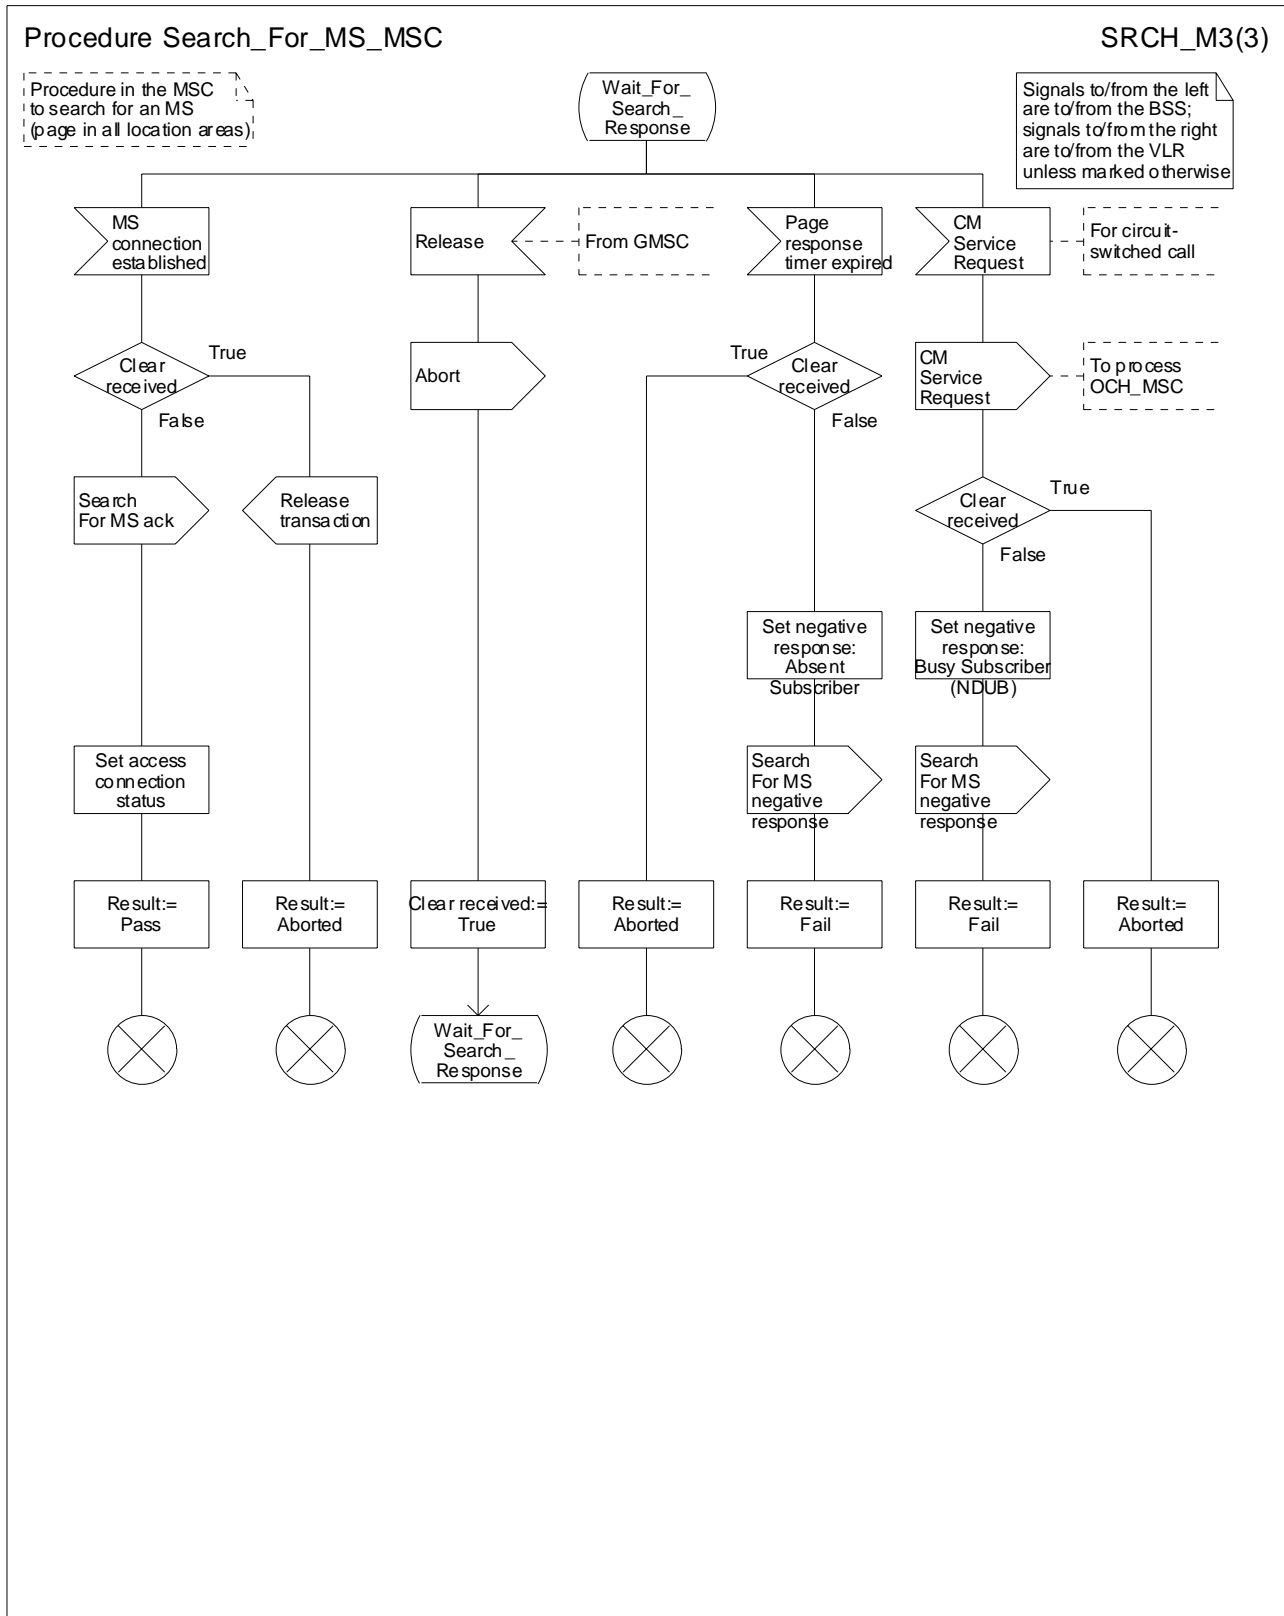 Procedure Search_For_MS_MSC
SRCH_M3(3)
Procedure in the MSC
to search for an MS
(page in all location areas)
Wait_For_
Search_
Response
Signals to/from the left
are to/from the BSS;
signals to/from the right
are to/from the VLR
unless marked otherwise
MS
connection
established
Release
From GMSC
Page
response
timer expired
CM
Service
Request
For circuit-
switched call
Clear
received
True
False
Abort
True
Clear
received
False
CM
Service
Request
To process
OCH_MSC
Search
For MS ack
Release
transaction
Clear
received
True
False
Set negative
response:
Absent
Subscriber
Set negative
response:
Busy Subscriber
(NDUB)
Set access
connection
status
Search
For MS
negative
response
Search
For MS
negative
response
Result:=
Pass
Result:=
Aborted
Clear received:=
True
Result:=
Aborted
Result:=
Fail
Result:=
Fail
Result:=
Aborted
Wait_For_
Search_
Response